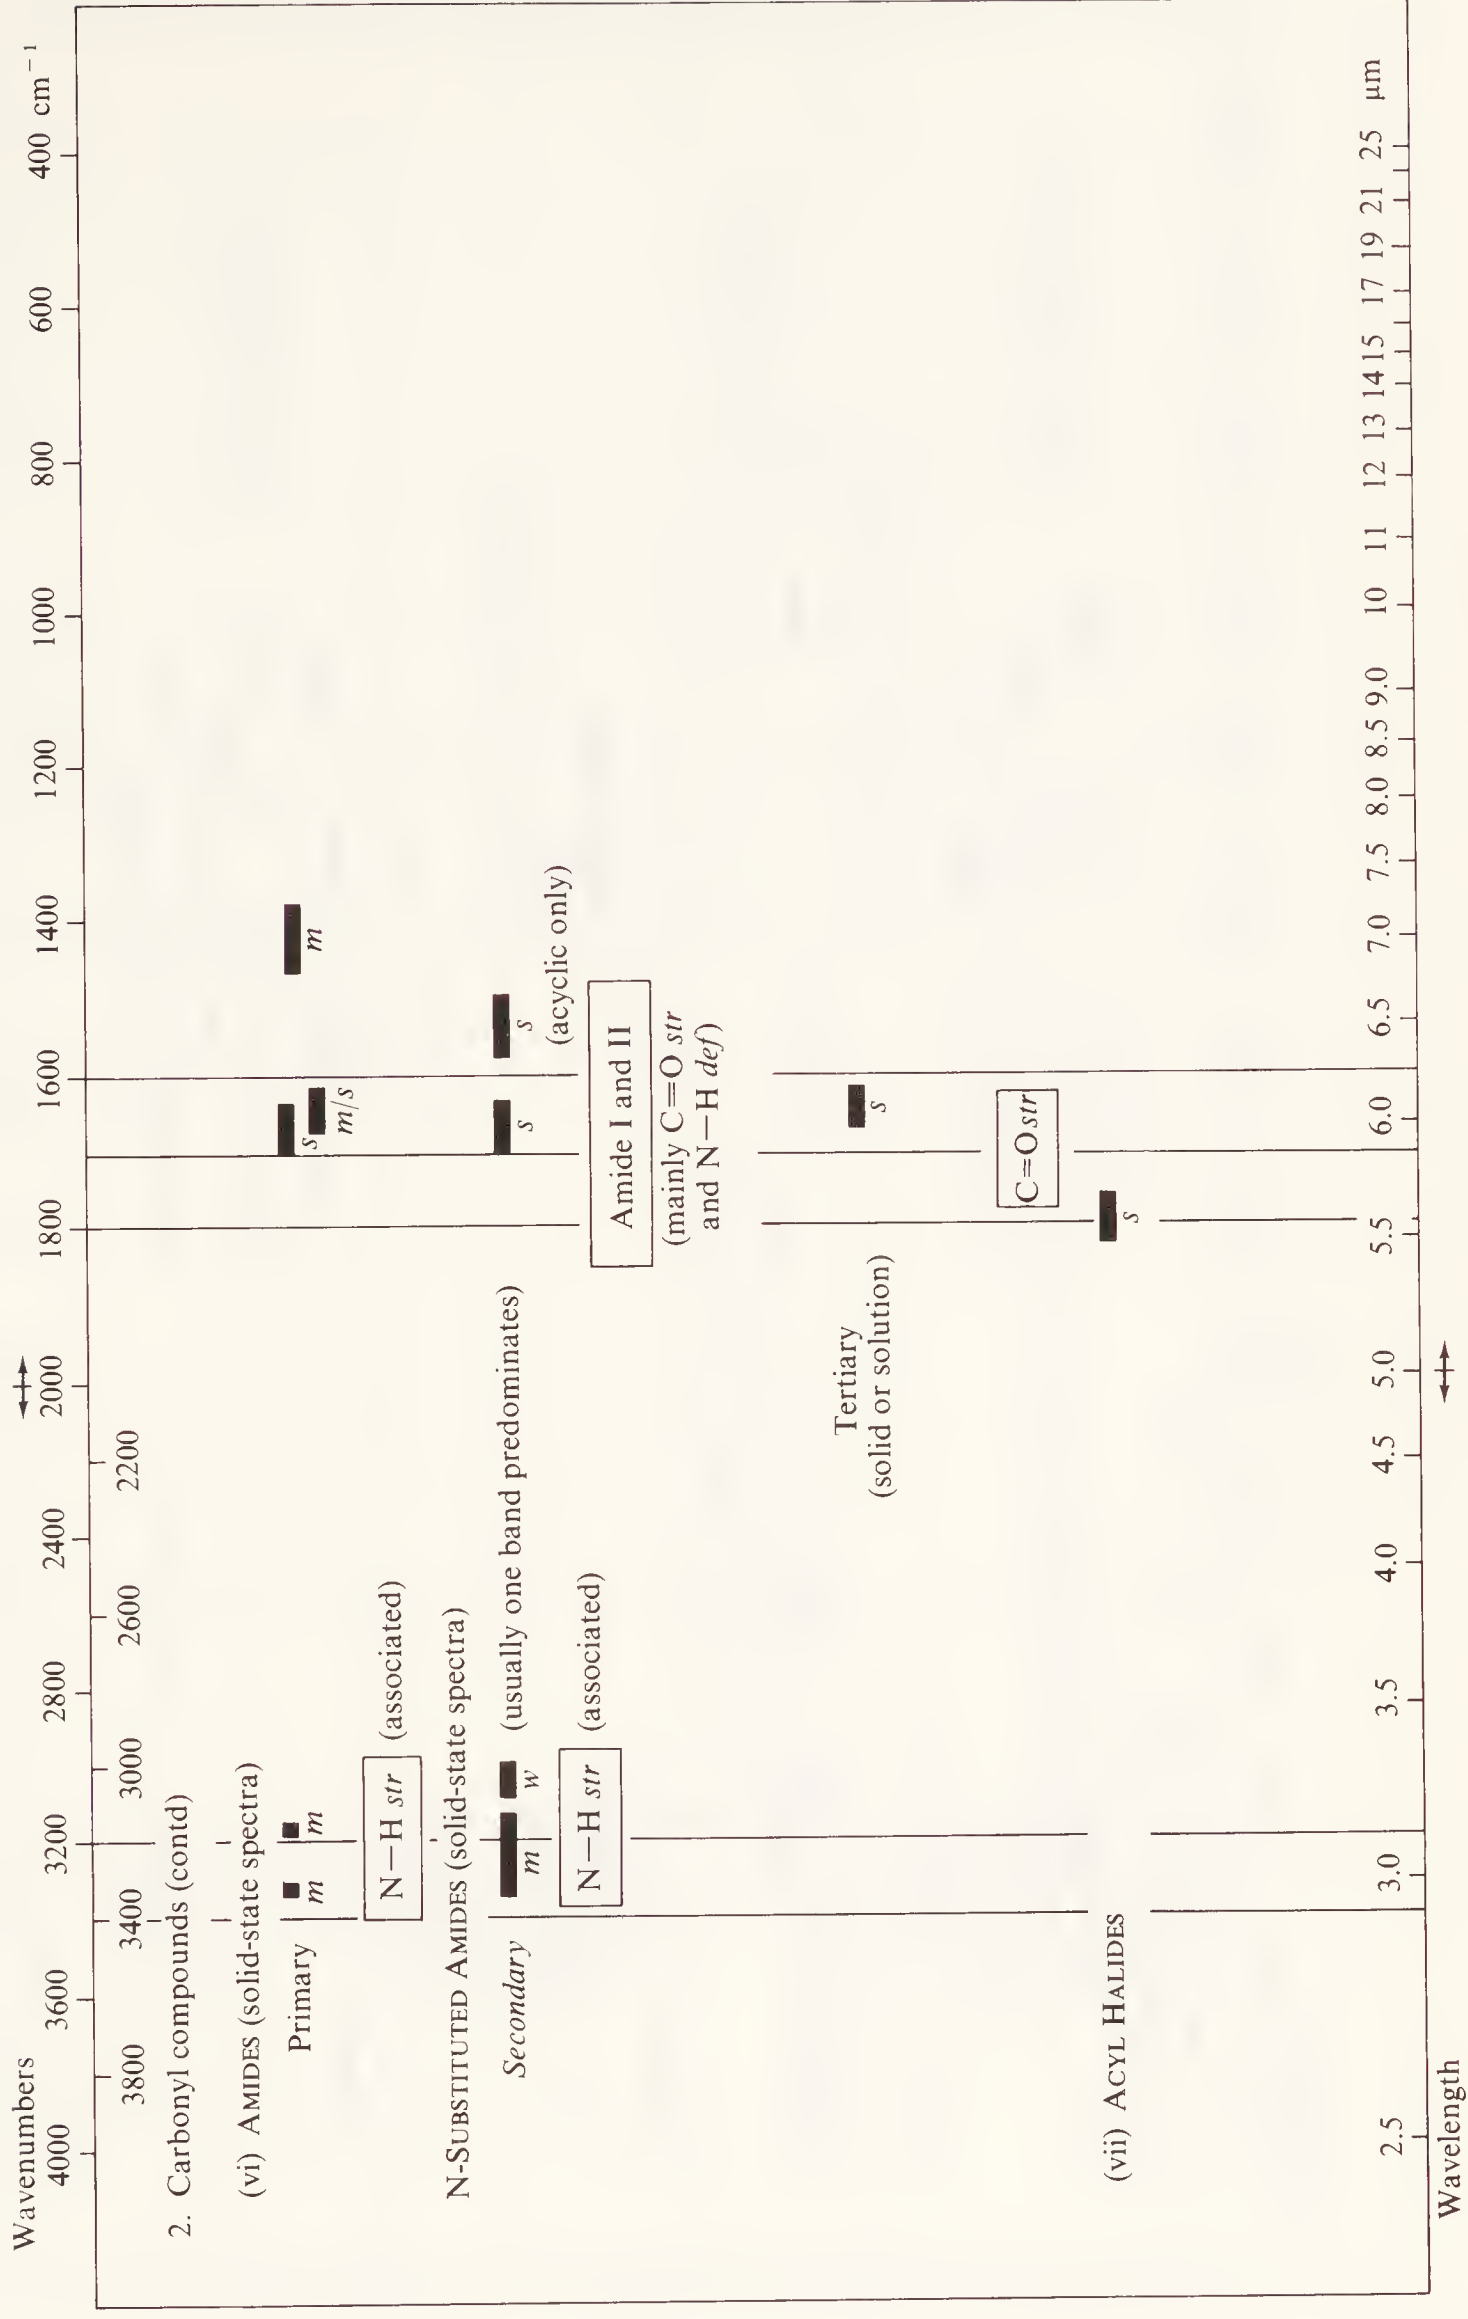 Wavenumbers
4000 3600 3200 2800 2400 2000 1800 1600 1400 1200 1000 800 600 400 cm⁻¹
3800 3400 3000 2600 2200
2. Carbonyl compounds (contd)
(vi) AMIDES (solid-state spectra)
Primary m m s m/s m
N—H str (associated)
N-SUBSTITUTED AMIDES (solid-state spectra)
Secondary m w (usually one band predominates) s s
(acyclic only)
N—H str (associated)
Amide I and II
(mainly C=O str
and N—H def)
Tertiary s
(solid or solution)
C=O str
(vii) ACYL HALIDES s
2.5 3.0 3.5 4.0 4.5 5.0 5.5 6.0 6.5 7.0 7.5 8.0 8.5 9.0 10 11 12 13 14 15 17 19 21 25 μm
Wavelength